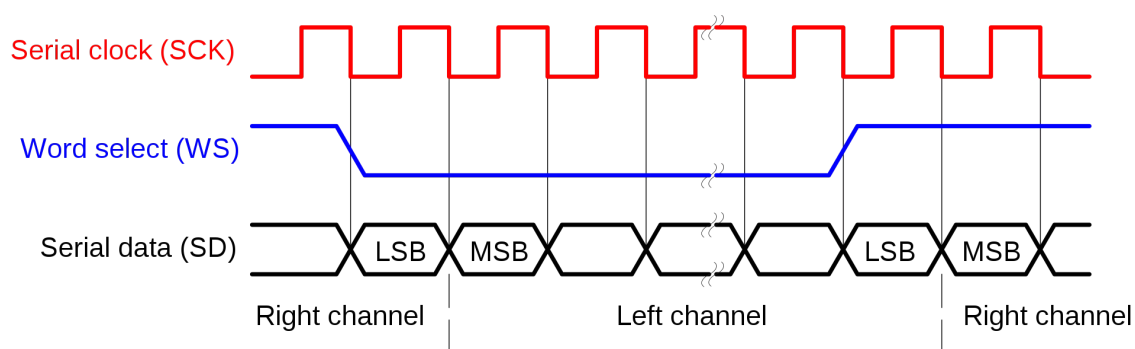 Serial clock (SCK)
Word select (WS)
Serial data (SD)
LSB MSB LSB MSB
Right channel Left channel Right channel